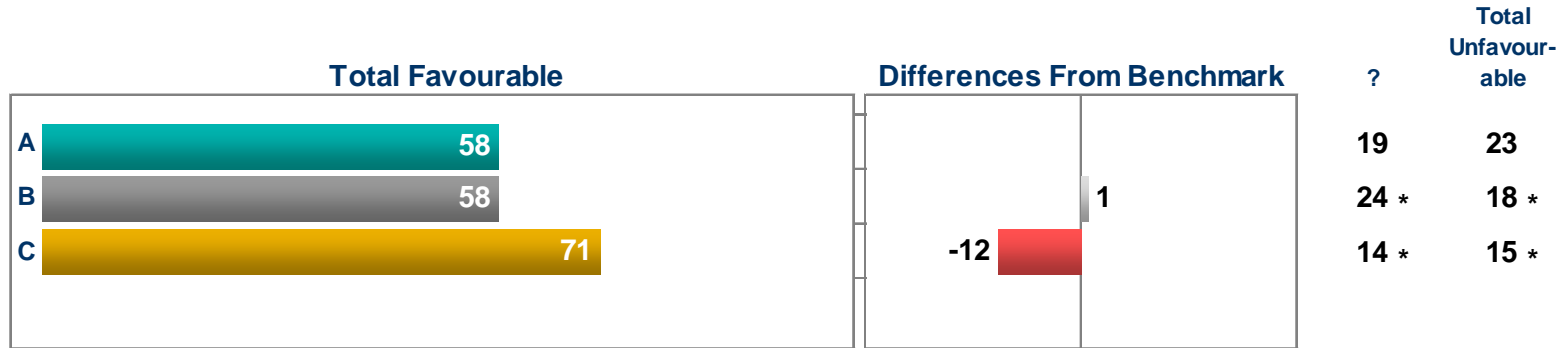 Total Favourable
Differences From Benchmark
?
Total
Unfavour-
able
A 58 19 23
B 58 1 24 * 18 *
C 71 -12 14 * 15 *